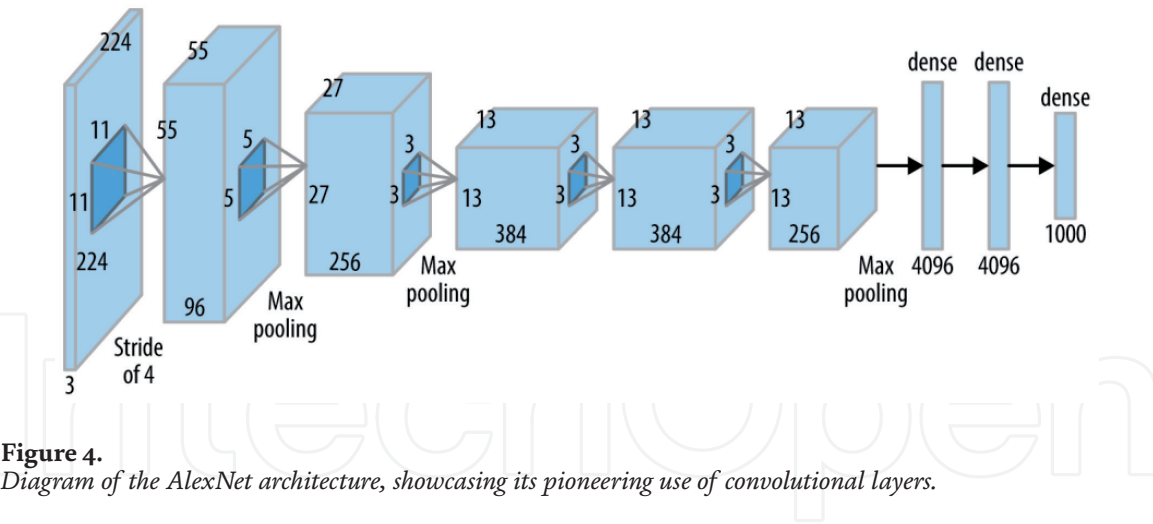 224
11
11
224
3
Stride
of 4
55
55
5
5
96
Max
pooling
27
27
3
3
256
Max
pooling
13
13
3
3
384
13
13
3
3
384
13
13
256
Max
pooling
dense
4096
dense
4096
dense
1000
IntechOpen
Figure 4.
Diagram of the AlexNet architecture, showcasing its pioneering use of convolutional layers.